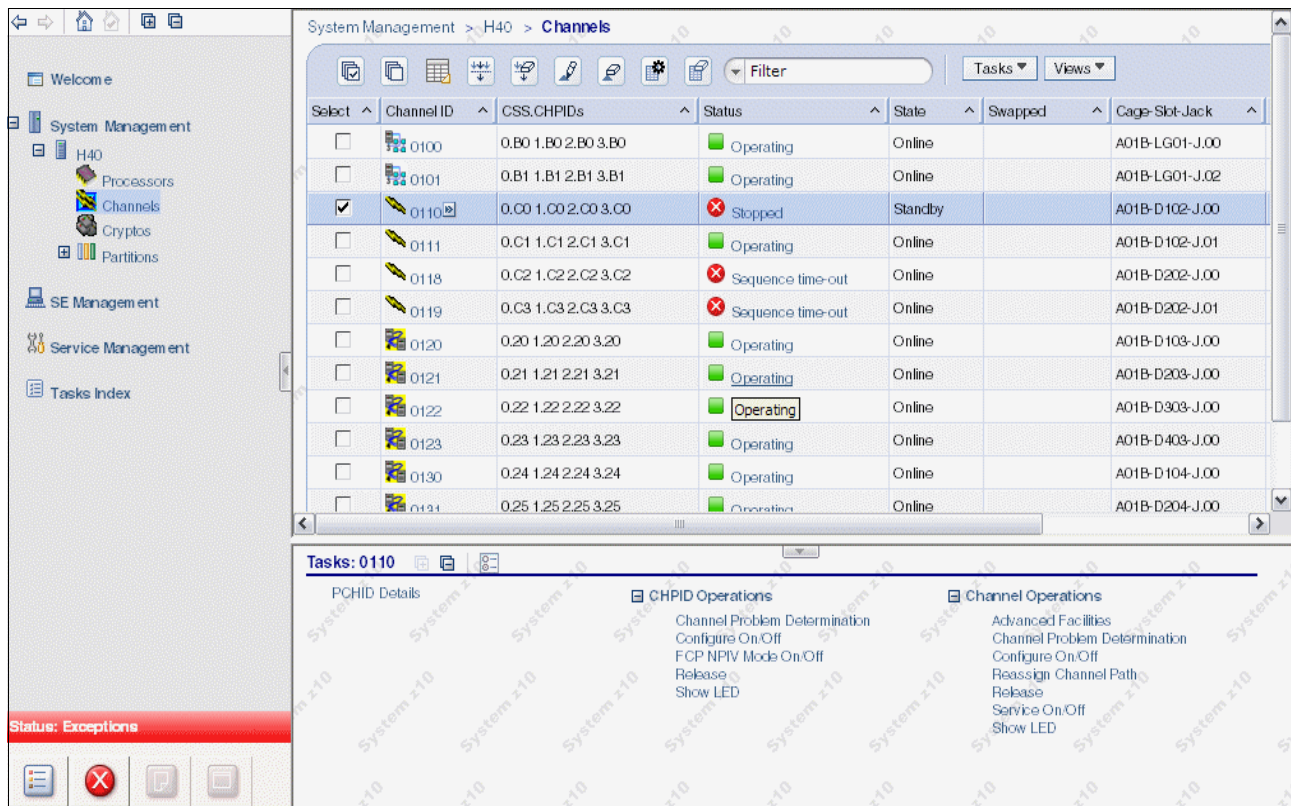 System Management > H40 > Channels
Filter
Tasks
Views
Welcome
System Management
H40
Processors
Channels
Cryptos
Partitions
SE Management
Service Management
Tasks Index
Status: Exceptions
Select Channel ID CSS.CHPIDs Status State Swapped Cage-Slot-Jack
0100 0.B0 1.B0 2.B0 3.B0 Operating Online A01B-LG01-J.00
0101 0.B1 1.B1 2.B1 3.B1 Operating Online A01B-LG01-J.02
0110 0.C0 1.C0 2.C0 3.C0 Stopped Standby A01B-D102-J.00
0111 0.C1 1.C1 2.C1 3.C1 Operating Online A01B-D102-J.01
0118 0.C2 1.C2 2.C2 3.C2 Sequence time-out Online A01B-D202-J.00
0119 0.C3 1.C3 2.C3 3.C3 Sequence time-out Online A01B-D202-J.01
0120 0.20 1.20 2.20 3.20 Operating Online A01B-D103-J.00
0121 0.21 1.21 2.21 3.21 Operating Online A01B-D203-J.00
0122 0.22 1.22 2.22 3.22 Operating Online A01B-D303-J.00
0123 0.23 1.23 2.23 3.23 Operating Online A01B-D403-J.00
0130 0.24 1.24 2.24 3.24 Operating Online A01B-D104-J.00
0131 0.25 1.25 2.25 3.25 Operating Online A01B-D204-J.00
Tasks: 0110
PCHID Details
CHPID Operations
Channel Problem Determination
Configure On/Off
FCP NPIV Mode On/Off
Release
Show LED
Channel Operations
Advanced Facilities
Channel Problem Determination
Configure On/Off
Reassign Channel Path
Release
Service On/Off
Show LED
System z10